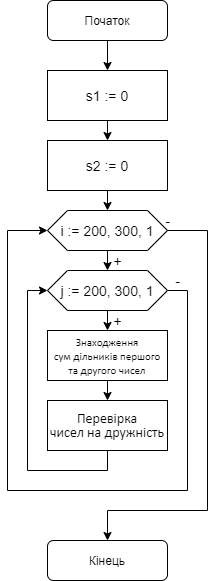 Початок
s1 := 0
s2 := 0
i := 200, 300, 1
-
+
j := 200, 300, 1
-
+
Знаходження
сум дільників першого
та другого чисел
Перевірка
чисел на дружність
Кінець